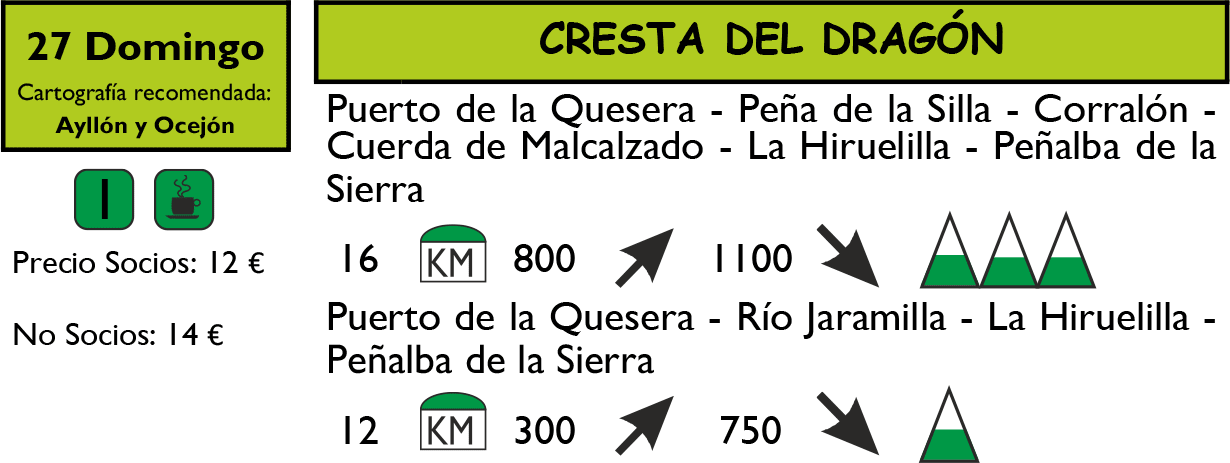 27 Domingo
Cartografía recomendada:
Ayllón y Ocejón
I
Precio Socios: 12 €
No Socios: 14 €
CRESTA DEL DRAGÓN
Puerto de la Quesera - Peña de la Silla - Corralón -
Cuerda de Malcalzado - La Hiruelilla - Peñalba de la
Sierra
16 KM 800 1100
Puerto de la Quesera - Río Jaramilla - La Hiruelilla -
Peñalba de la Sierra
12 KM 300 750